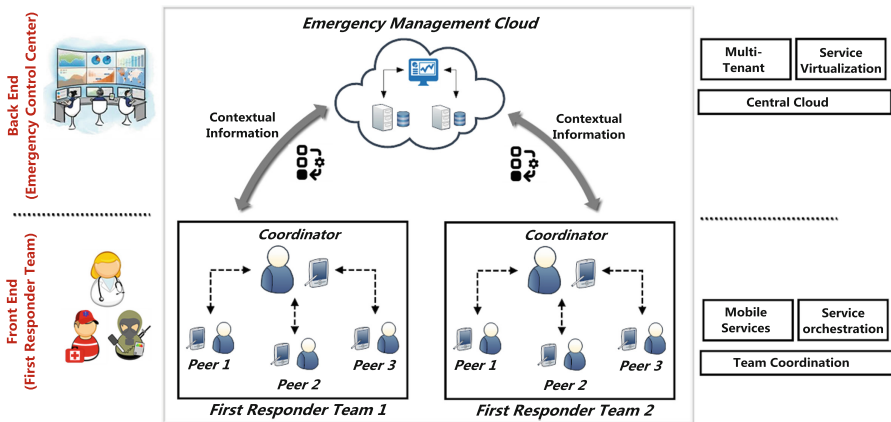 Emergency Management Cloud
Back End
(Emergency Control Center)
Contextual
Information
Contextual
Information
Multi-
Tenant
Service
Virtualization
Central Cloud
Front End
(First Responder Team)
Coordinator
Peer 1
Peer 2
Peer 3
First Responder Team 1
Coordinator
Peer 1
Peer 2
Peer 3
First Responder Team 2
Mobile
Services
Service
orchestration
Team Coordination